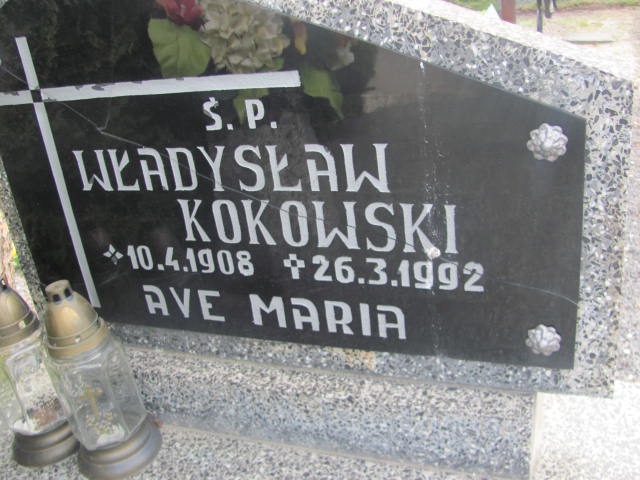 Ś. P.
WŁADYSŁAW
KOKOWSKI
10.4.1908 26.3.1992
AVE MARIA